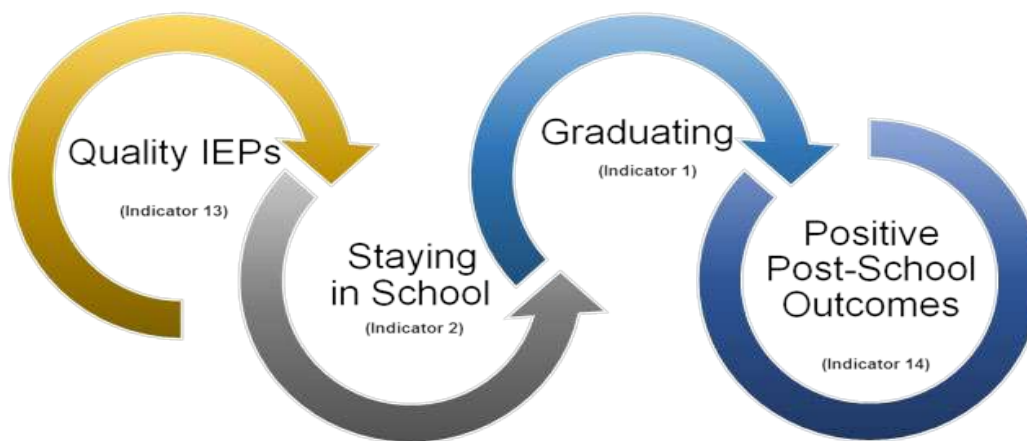 Quality IEPs
(Indicator 13)
Staying
in School
(Indicator 2)
Graduating
(Indicator 1)
Positive
Post-School
Outcomes
(Indicator 14)